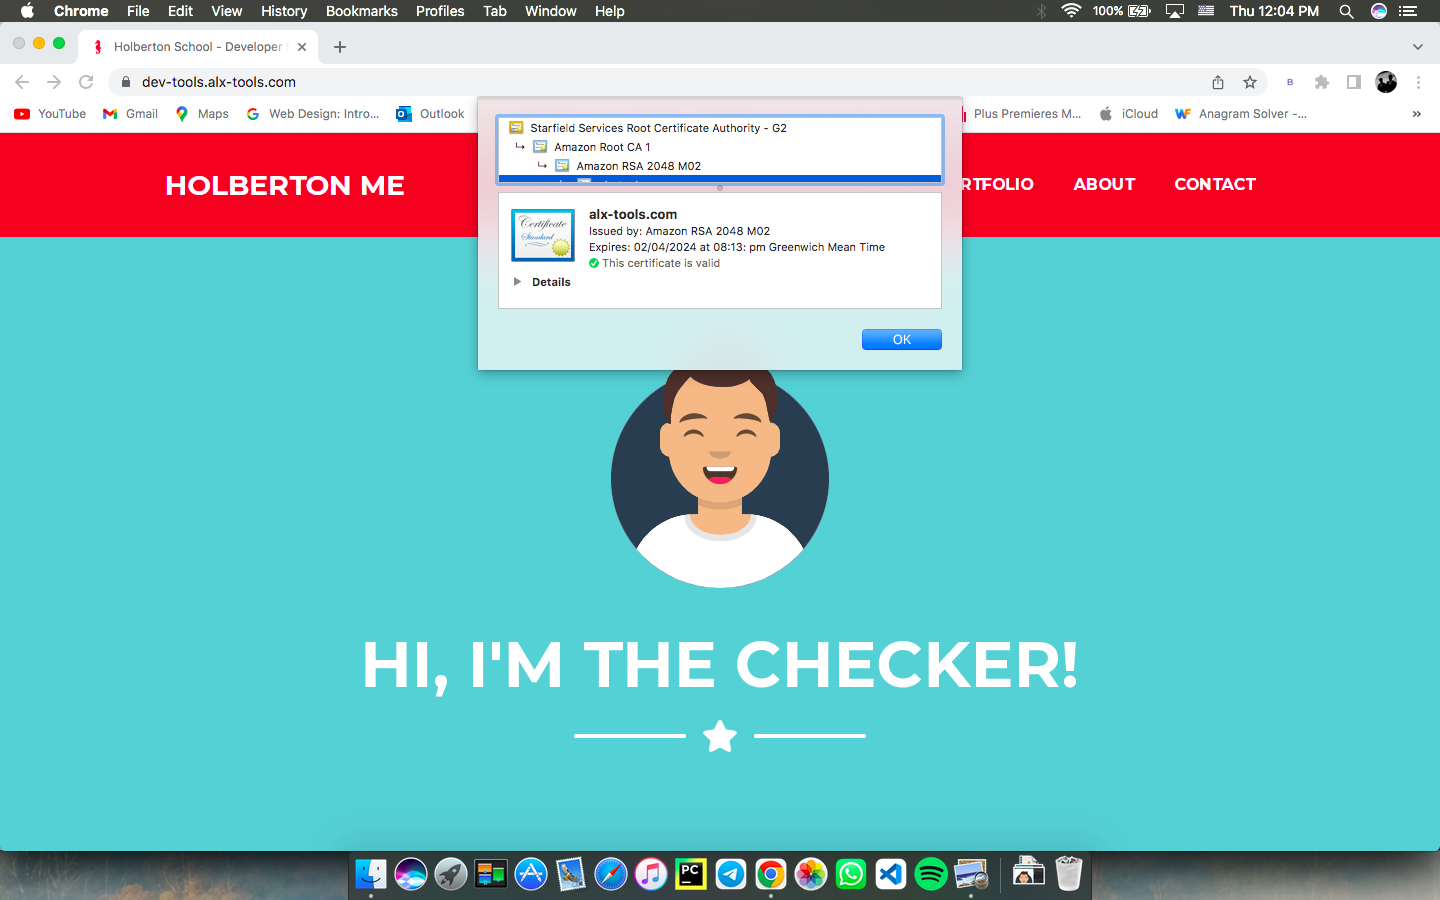 Chrome File Edit View History Bookmarks Profiles Tab Window Help 100% Thu 12:04 PM
Holberton School - Developer
dev-tools.alx-tools.com
YouTube Gmail Maps Web Design: Intro... Outlook Plus Premieres M... iCloud Anagram Solver -... »
Starfield Services Root Certificate Authority - G2
Amazon Root CA 1
Amazon RSA 2048 M02
HOLBERTON ME RTFOLIO ABOUT CONTACT
Certificate
Standard
alx-tools.com
Issued by: Amazon RSA 2048 M02
Expires: 02/04/2024 at 08:13: pm Greenwich Mean Time
This certificate is valid
Details
OK
HI, I'M THE CHECKER!
PC